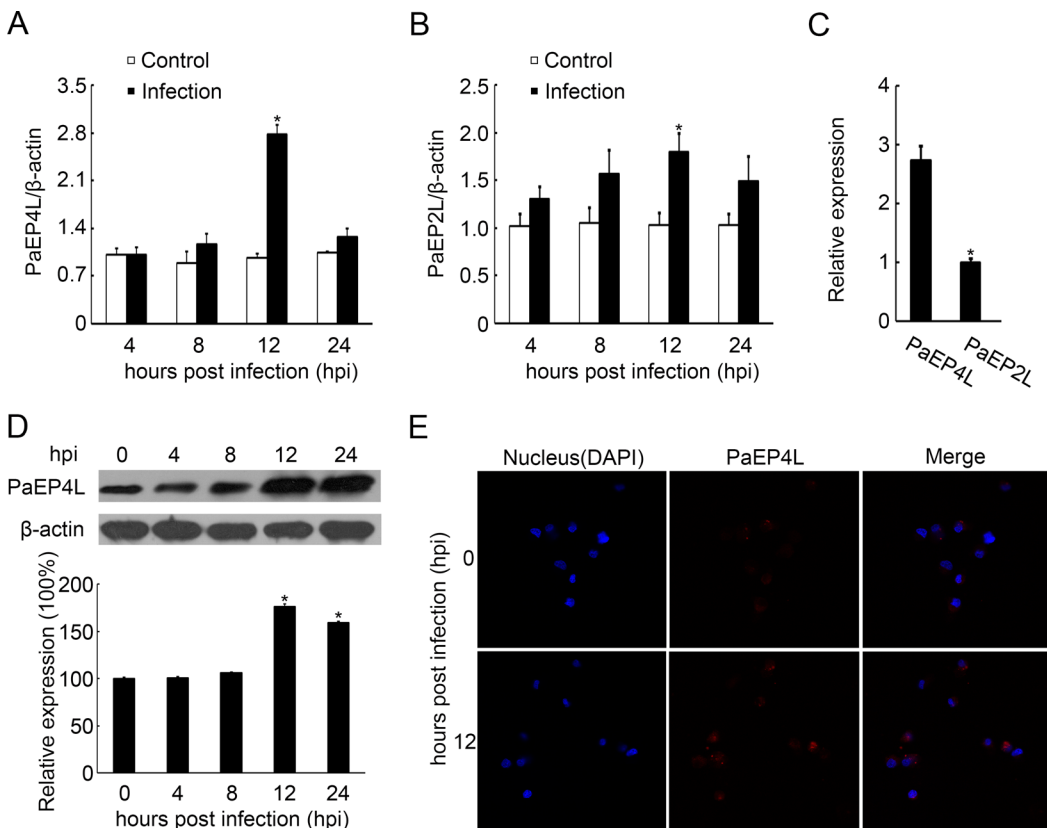 A
Control
Infection
3.5
2.8
2.1
1.4
0.7
0
*
PaEP4L/β-actin
4 8 12 24
hours post infection (hpi)
B
Control
Infection
2.5
2.0
1.5
1.0
0.5
0
*
PaEP2L/β-actin
4 8 12 24
hours post infection (hpi)
C
4
3
2
1
0
*
Relative expression
PaEP4L
PaEP2L
D
hpi 0 4 8 12 24
PaEP4L
β-actin
200
150
100
50
0
* *
Relative expression (100%)
0 4 8 12 24
hours post infection (hpi)
E
Nucleus(DAPI) PaEP4L Merge
0
12
hours post infection (hpi)